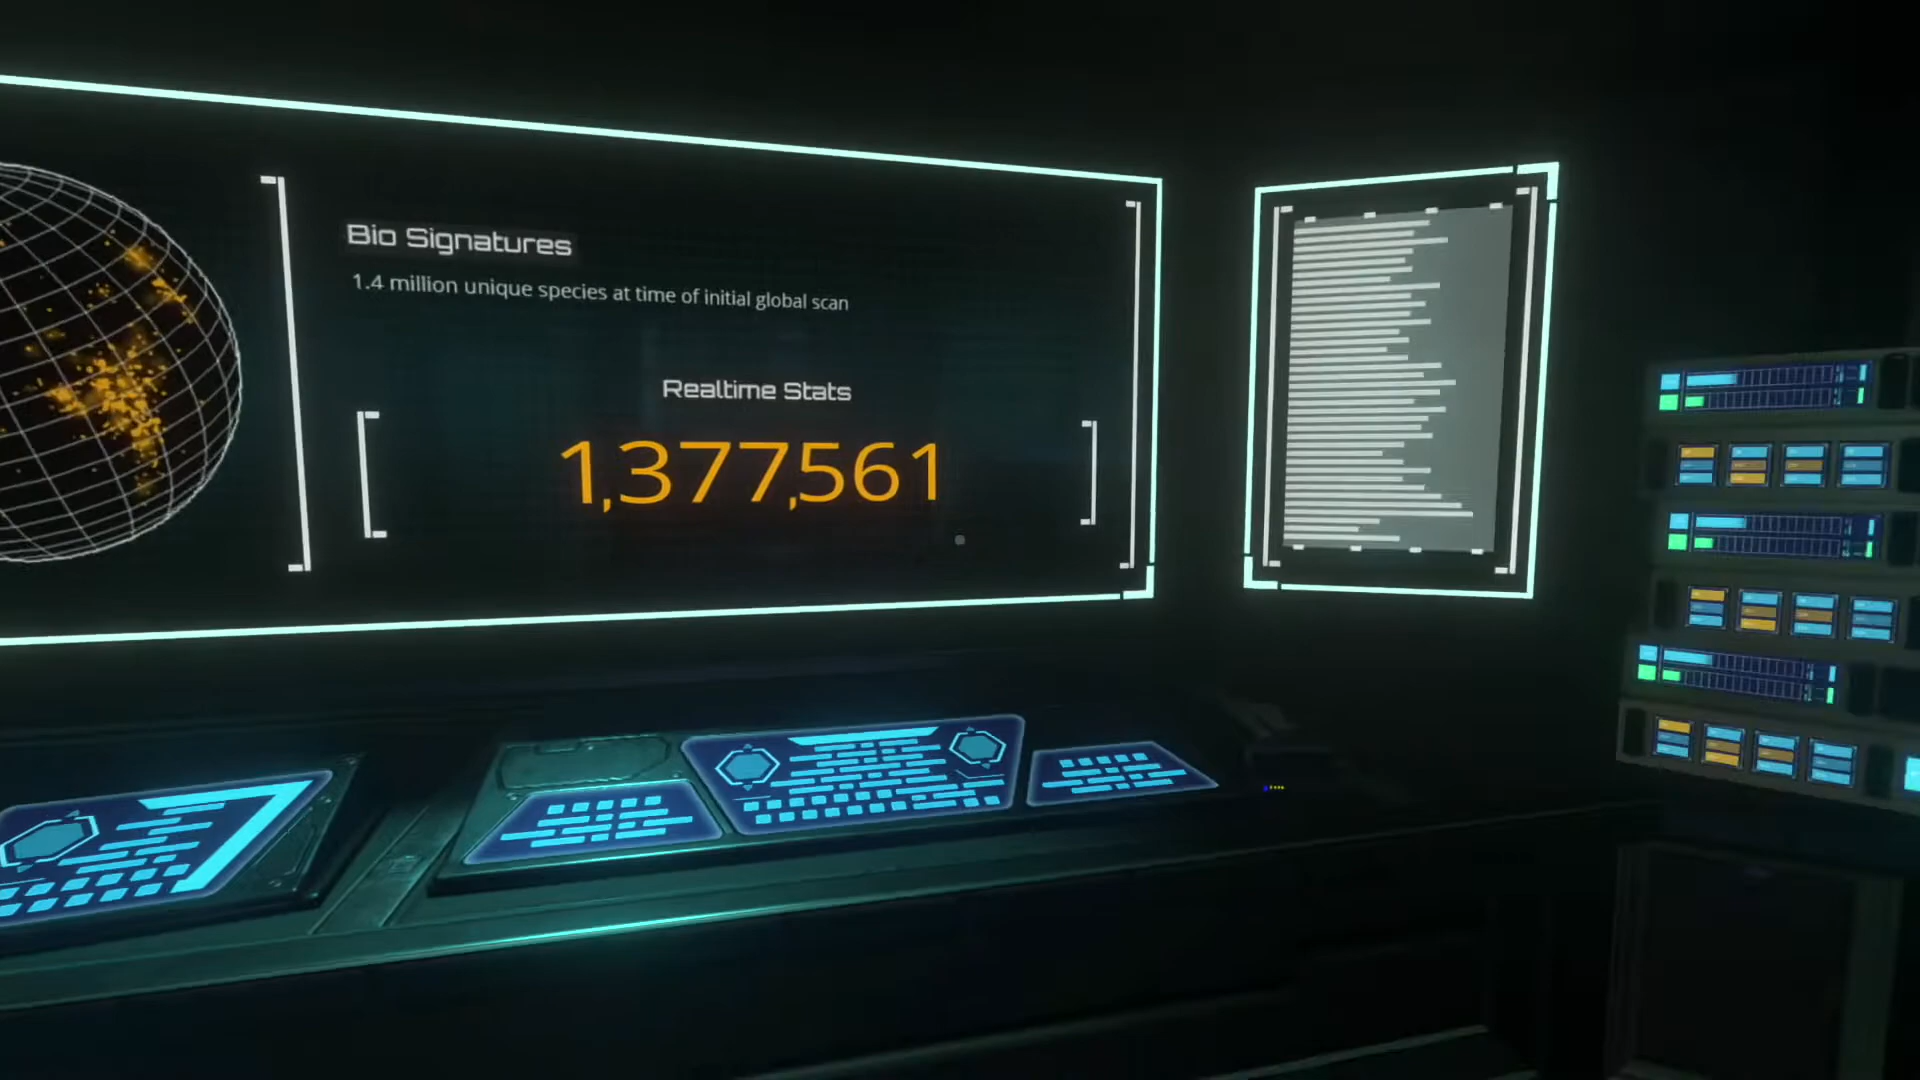 Bio Signatures
1.4 million unique species at time of initial global scan
Realtime Stats
1,377,561